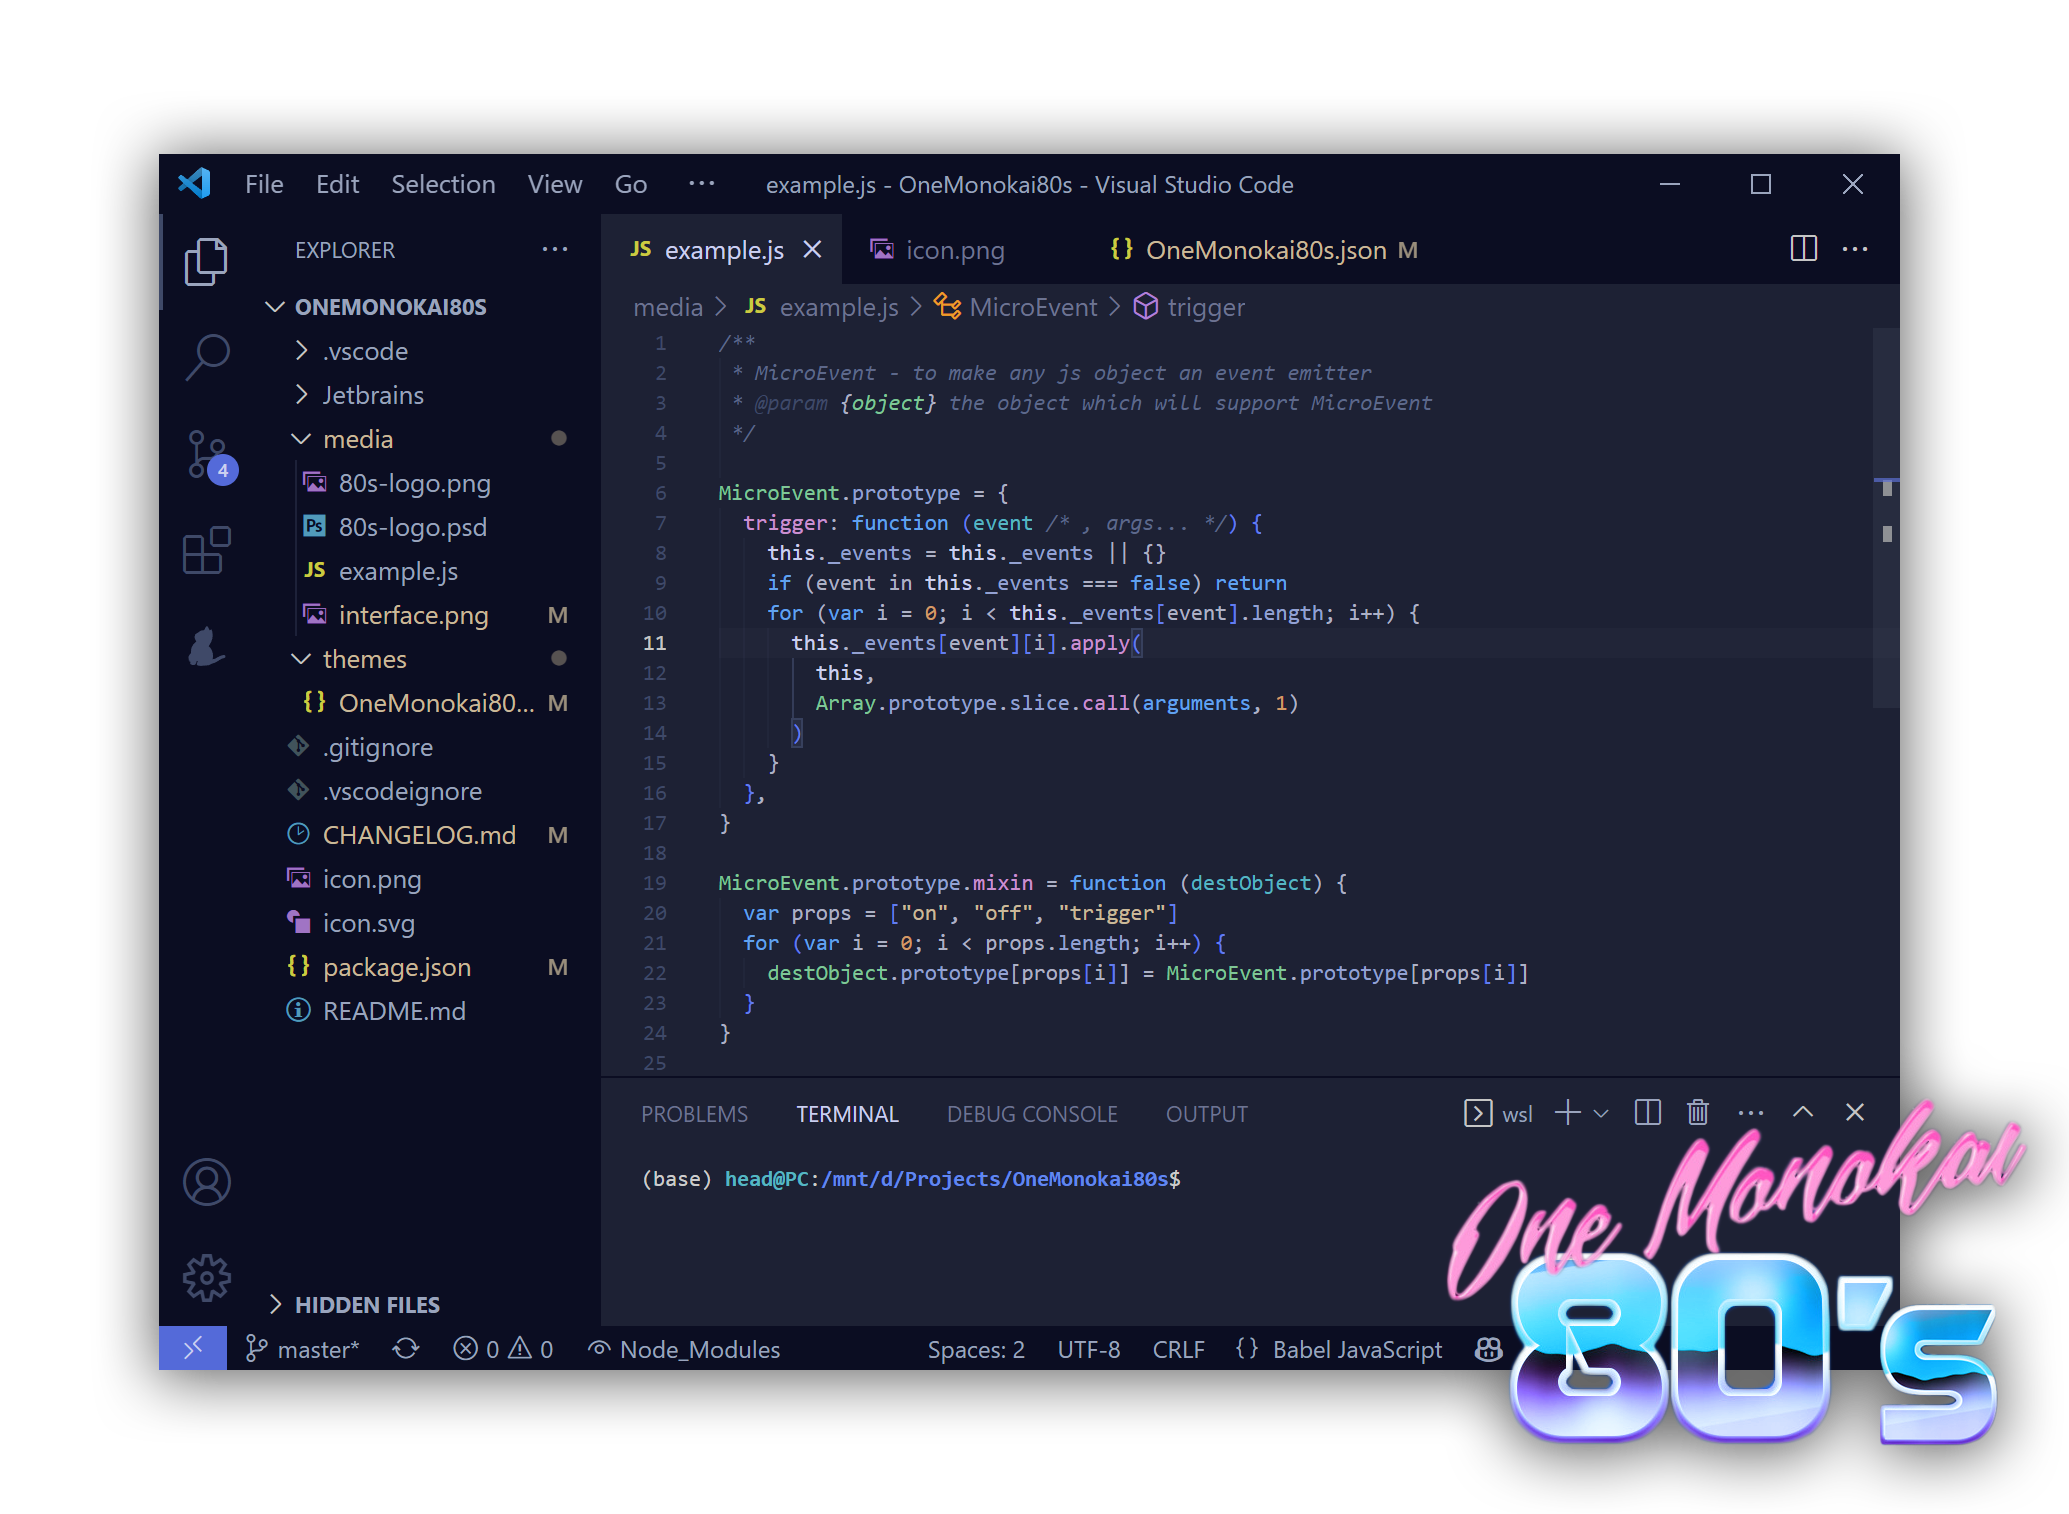 File Edit Selection View Go ··· example.js - OneMonokai80s - Visual Studio Code
EXPLORER ···
ONEMONOKAI80S
.vscode
Jetbrains
media
80s-logo.png
Ps 80s-logo.psd
JS example.js
interface.png M
themes
{} OneMonokai80... M
.gitignore
.vscodeignore
CHANGELOG.md M
icon.png
icon.svg
{} package.json M
README.md
HIDDEN FILES
4
JS example.js icon.png {} OneMonokai80s.json M ···
media > JS example.js > MicroEvent > trigger
1 /**
2 * MicroEvent - to make any js object an event emitter
3 * @param {object} the object which will support MicroEvent
4 */
5
6 MicroEvent.prototype = {
7 trigger: function (event /* , args... */) {
8 this._events = this._events || {}
9 if (event in this._events === false) return
10 for (var i = 0; i < this._events[event].length; i++) {
11 this._events[event][i].apply(
12 this,
13 Array.prototype.slice.call(arguments, 1)
14 )
15 }
16 },
17 }
18
19 MicroEvent.prototype.mixin = function (destObject) {
20 var props = ["on", "off", "trigger"]
21 for (var i = 0; i < props.length; i++) {
22 destObject.prototype[props[i]] = MicroEvent.prototype[props[i]]
23 }
24 }
25
PROBLEMS TERMINAL DEBUG CONSOLE OUTPUT wsl ···
(base) head@PC:/mnt/d/Projects/OneMonokai80s$
master* 0 0 Node_Modules Spaces: 2 UTF-8 CRLF {} Babel JavaScript
One Monokai
80's